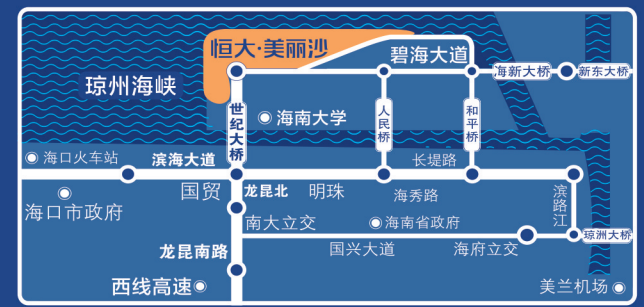 恒大·美丽沙
碧海大道
海新大桥
新东大桥
琼州海峡
世纪大桥
海南大学
人民桥
和平桥
海口火车站
滨海大道
长堤路
国贸
龙昆北
明珠
海秀路
滨路江
海口市政府
南大立交
海南省政府
琼洲大桥
龙昆南路
国兴大道
海府立交
西线高速
美兰机场